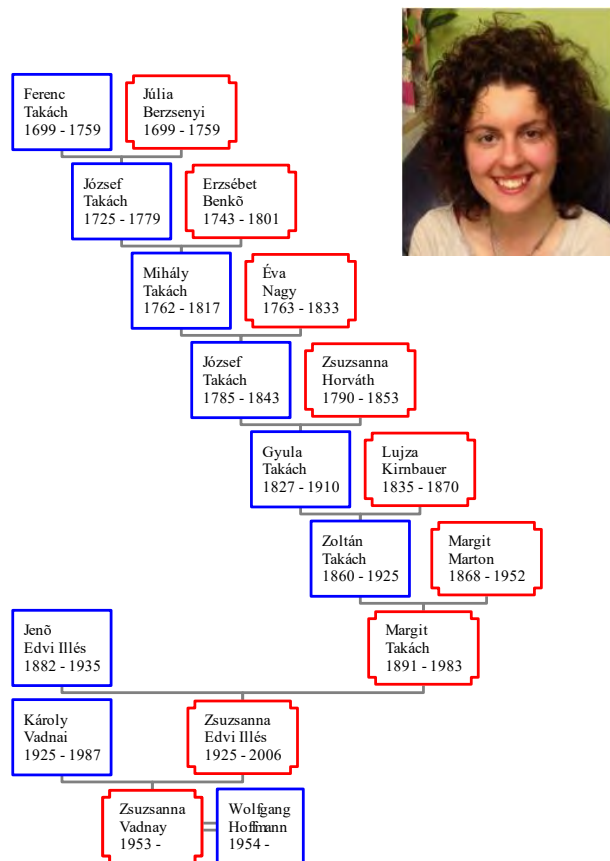 Ferenc
Takách
1699 - 1759
Júlia
Berzsenyi
1699 - 1759
József
Takách
1725 - 1779
Erzsébet
Benkõ
1743 - 1801
Mihály
Takách
1762 - 1817
Éva
Nagy
1763 - 1833
József
Takách
1785 - 1843
Zsuzsanna
Horváth
1790 - 1853
Gyula
Takách
1827 - 1910
Lujza
Kirnbauer
1835 - 1870
Zoltán
Takách
1860 - 1925
Margit
Marton
1868 - 1952
Jenõ
Edvi Illés
1882 - 1935
Margit
Takách
1891 - 1983
Károly
Vadnai
1925 - 1987
Zsuzsanna
Edvi Illés
1925 - 2006
Zsuzsanna
Vadnay
1953 -
Wolfgang
Hoffmann
1954 -